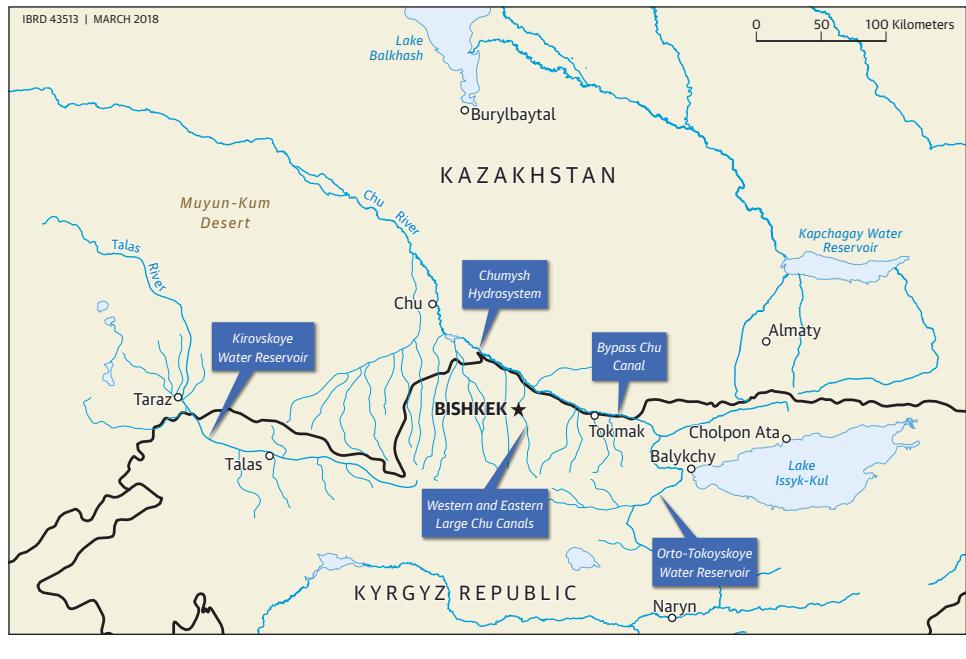 IBRD 43513 | MARCH 2018
0 50 100 Kilometers
Lake
Balkhash
Burylbaytal
KAZAKHSTAN
Muyun-Kum
Desert
Chu River
Talas River
Kapchagay Water
Reservoir
Chumysh
Hydrosystem
Chu
Kirovskoye
Water Reservoir
Almaty
Bypass Chu
Canal
Taraz
BISHKEK
Tokmak
Cholpon Ata
Talas
Balykchy
Lake
Issyk-Kul
Western and Eastern
Large Chu Canals
Orto-Tokoyskoye
Water Reservoir
KYRGYZ REPUBLIC
Naryn